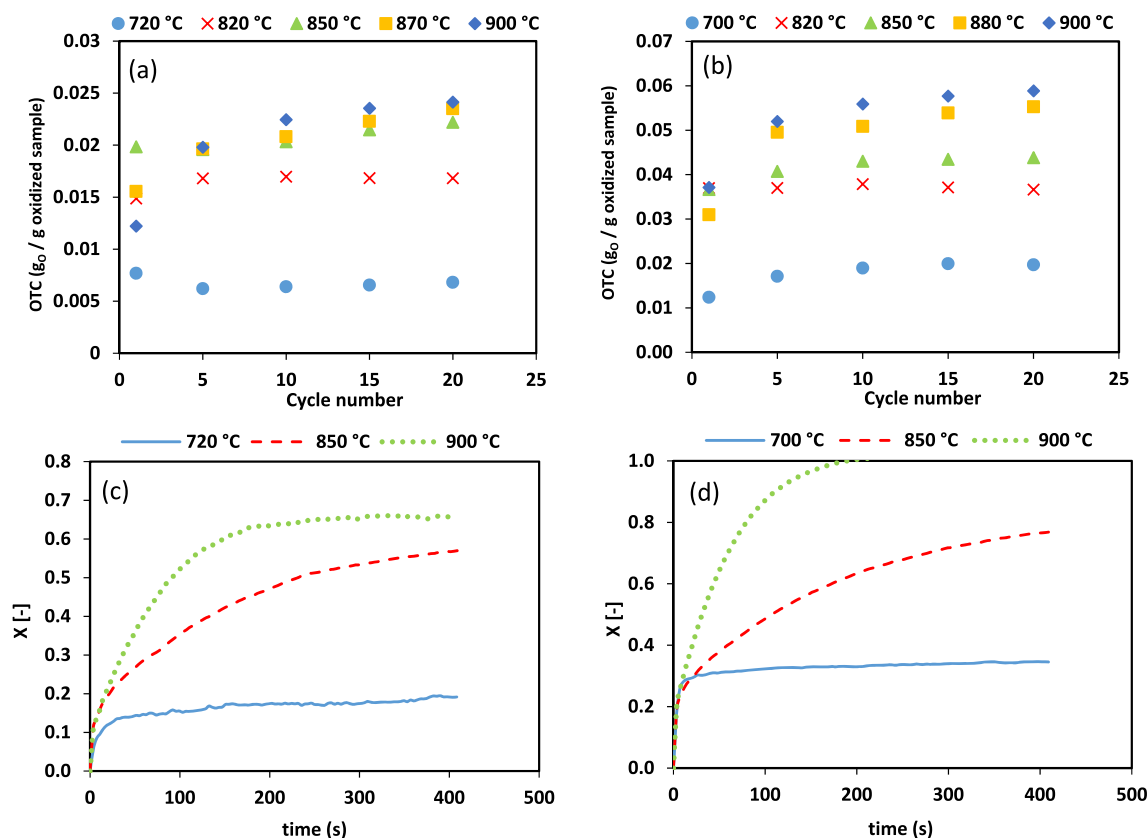 720 °C 820 °C 850 °C 870 °C 900 °C
(a)
OTC (gₒ / g oxidized sample)
0.03
0.025
0.02
0.015
0.01
0.005
0
0 5 10 15 20 25
Cycle number
700 °C 820 °C 850 °C 880 °C 900 °C
(b)
OTC (gₒ / g oxidized sample)
0.07
0.06
0.05
0.04
0.03
0.02
0.01
0.00
0 5 10 15 20 25
Cycle number
720 °C 850 °C 900 °C
(c)
X [-]
0.8
0.7
0.6
0.5
0.4
0.3
0.2
0.1
0.0
0 100 200 300 400 500
time (s)
700 °C 850 °C 900 °C
(d)
X [-]
1.0
0.8
0.6
0.4
0.2
0.0
0 100 200 300 400 500
time (s)